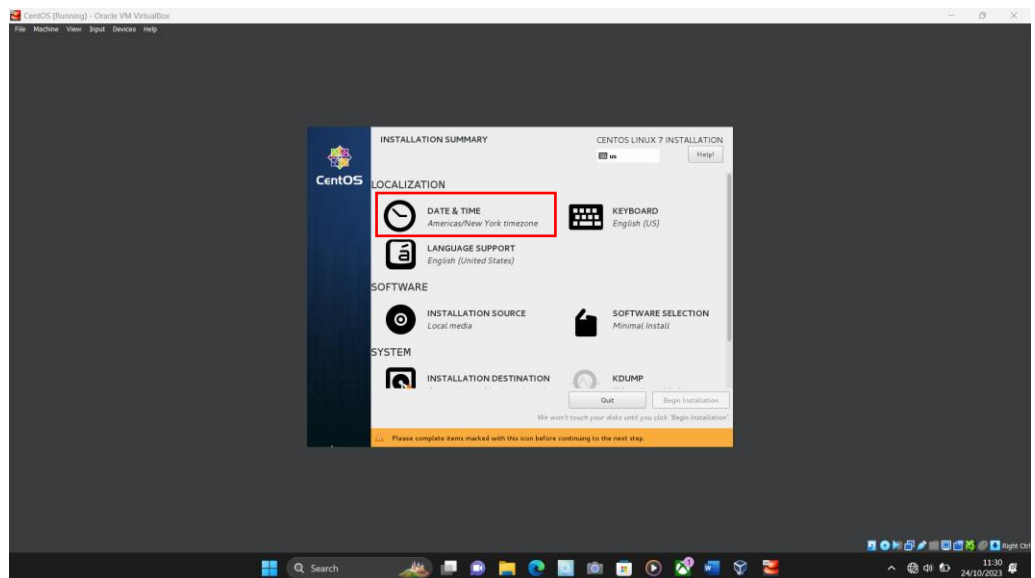 CentOS [Running] - Oracle VM VirtualBox
File Machine View Input Devices Help
INSTALLATION SUMMARY
CENTOS LINUX 7 INSTALLATION
us
Help!
CentOS
LOCALIZATION
DATE & TIME
Americas/New York timezone
KEYBOARD
English (US)
LANGUAGE SUPPORT
English (United States)
SOFTWARE
INSTALLATION SOURCE
Local media
SOFTWARE SELECTION
Minimal Install
SYSTEM
INSTALLATION DESTINATION
KDUMP
Quit
Begin Installation
We won't touch your disks until you click 'Begin Installation'.
Please complete items marked with this icon before continuing to the next step.
Right Ctrl
Search
11:30
24/10/2023